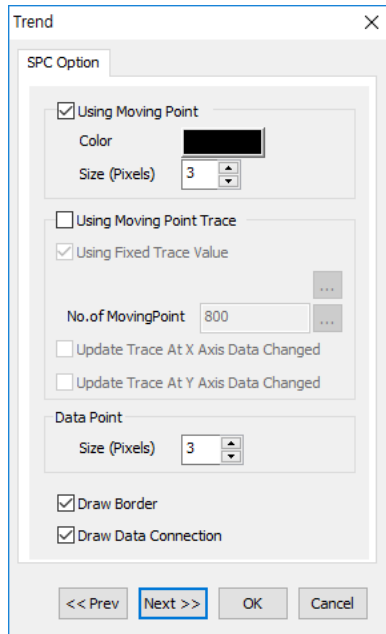 Trend
SPC Option
Using Moving Point
Color
Size (Pixels) 3
Using Moving Point Trace
Using Fixed Trace Value
...
No.of MovingPoint 800 ...
Update Trace At X Axis Data Changed
Update Trace At Y Axis Data Changed
Data Point
Size (Pixels) 3
Draw Border
Draw Data Connection
<< Prev Next >> OK Cancel